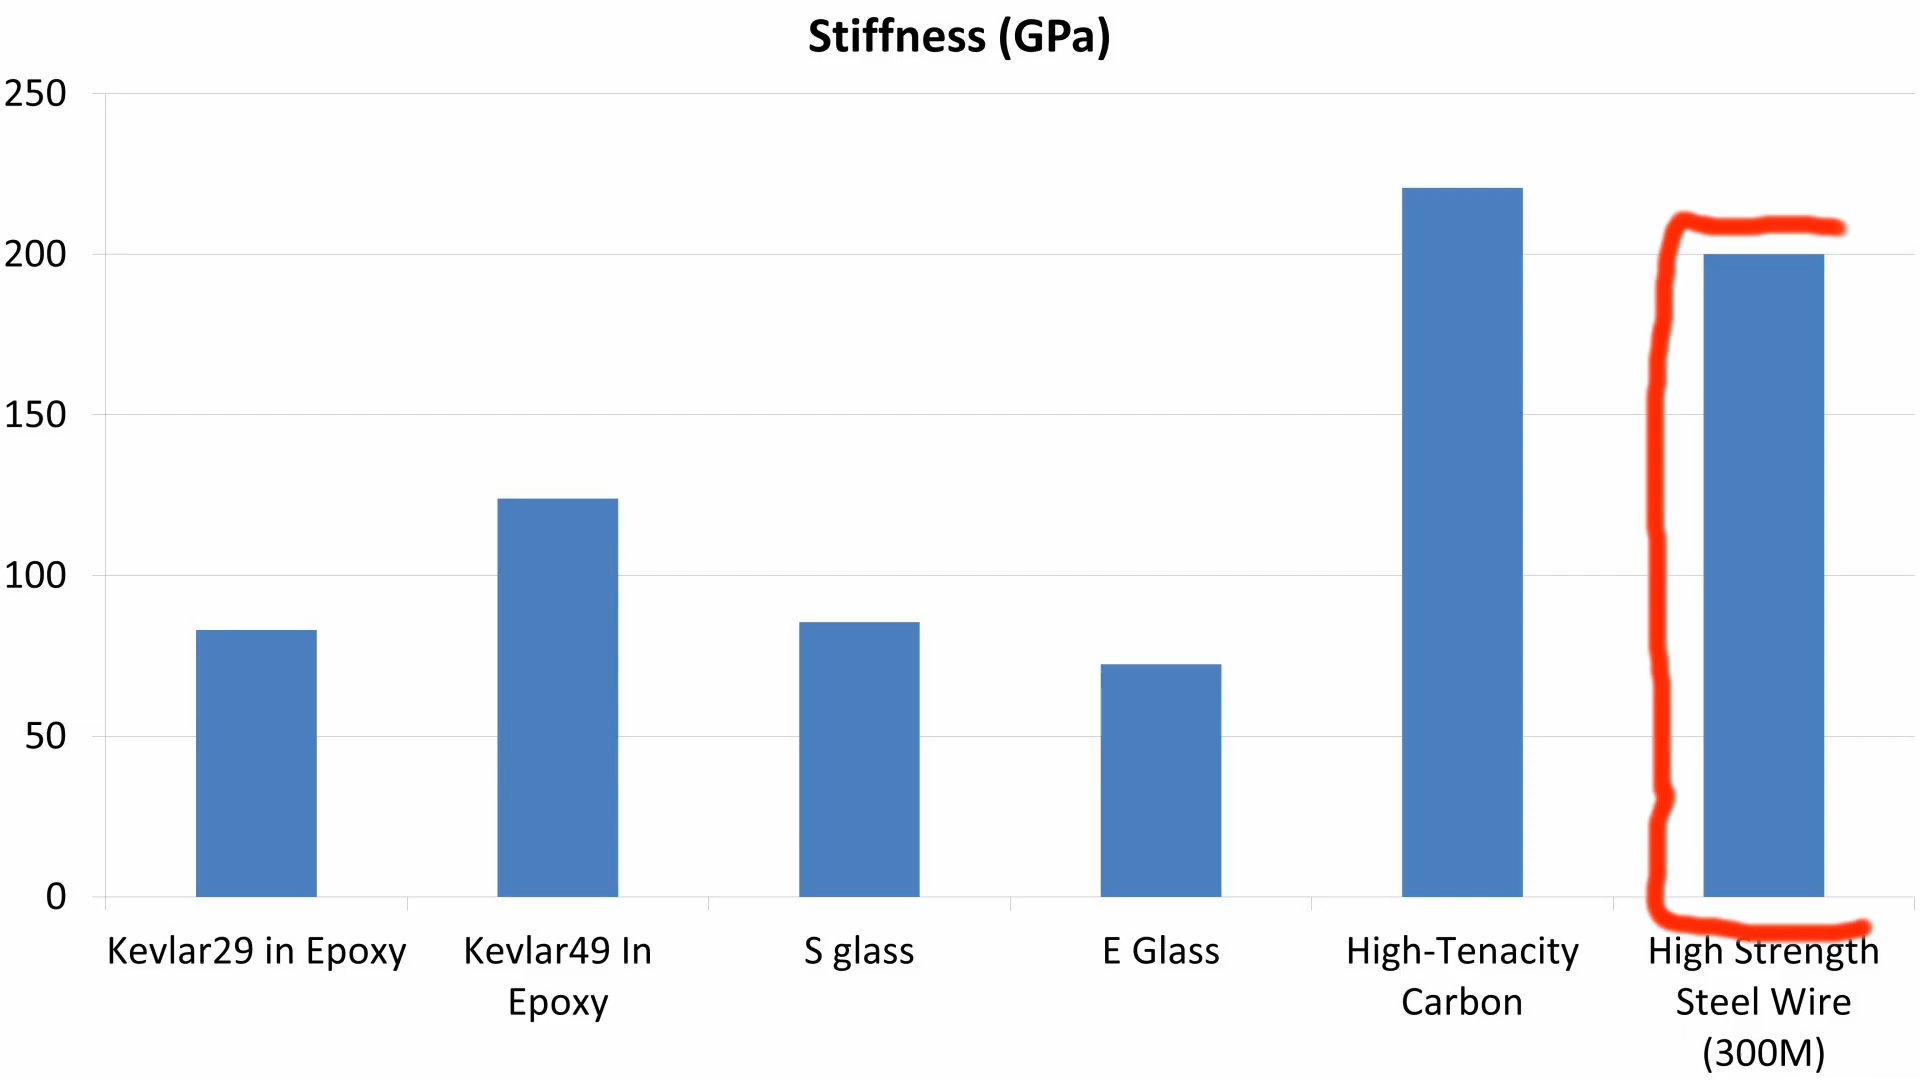 Stiffness (GPa)
250
200
150
100
50
0
Kevlar29 in Epoxy
Kevlar49 In
Epoxy
S glass
E Glass
High-Tenacity
Carbon
High Strength
Steel Wire
(300M)